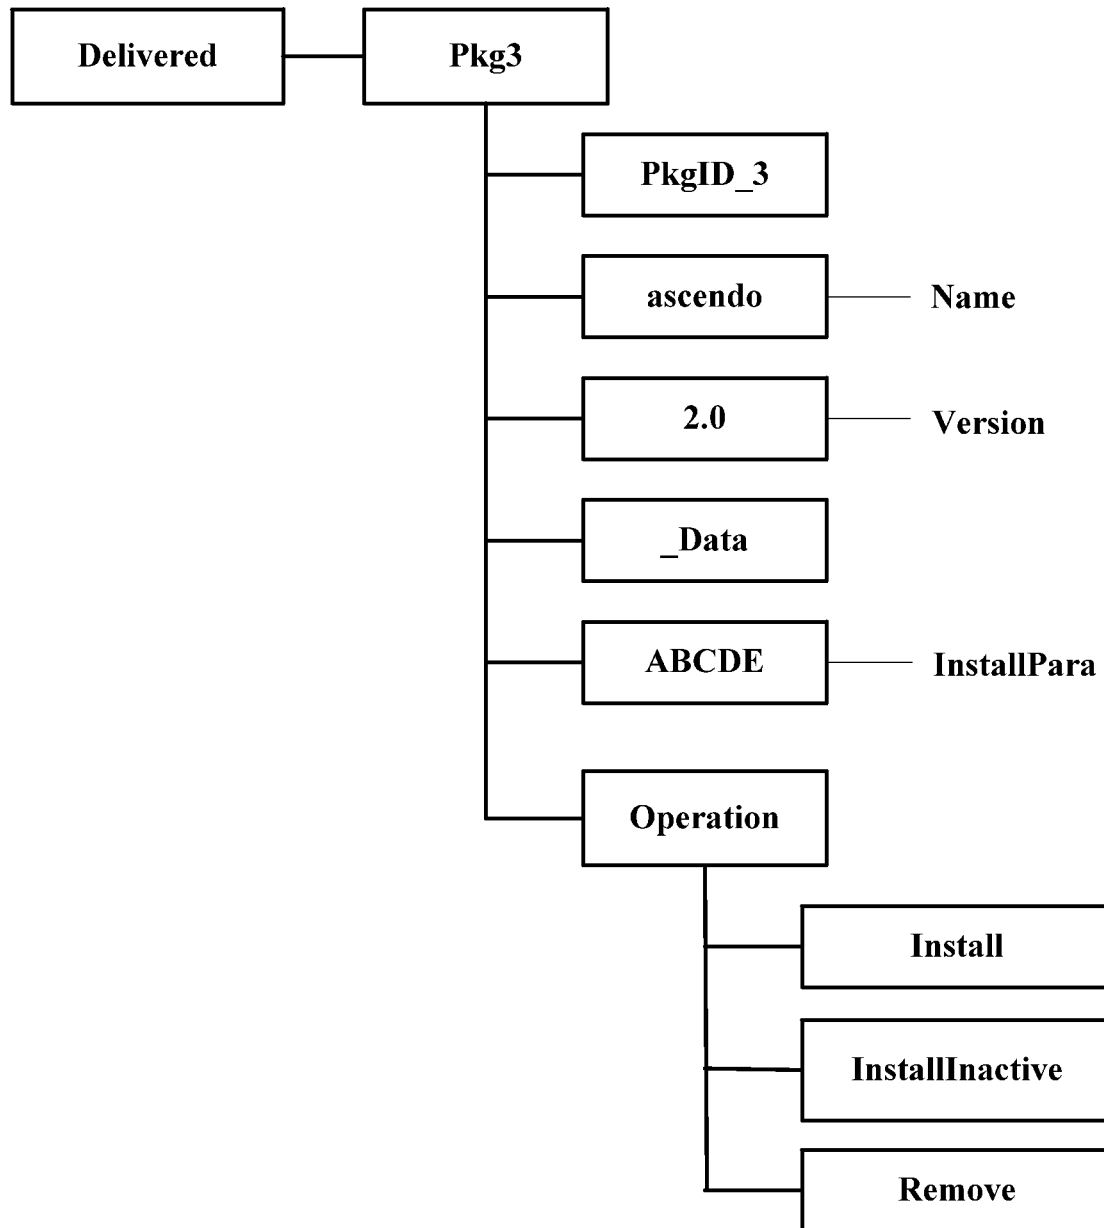 Delivered
Pkg3
PkgID_3
ascendo
Name
2.0
Version
_Data
ABCDE
InstallPara
Operation
Install
InstallInactive
Remove